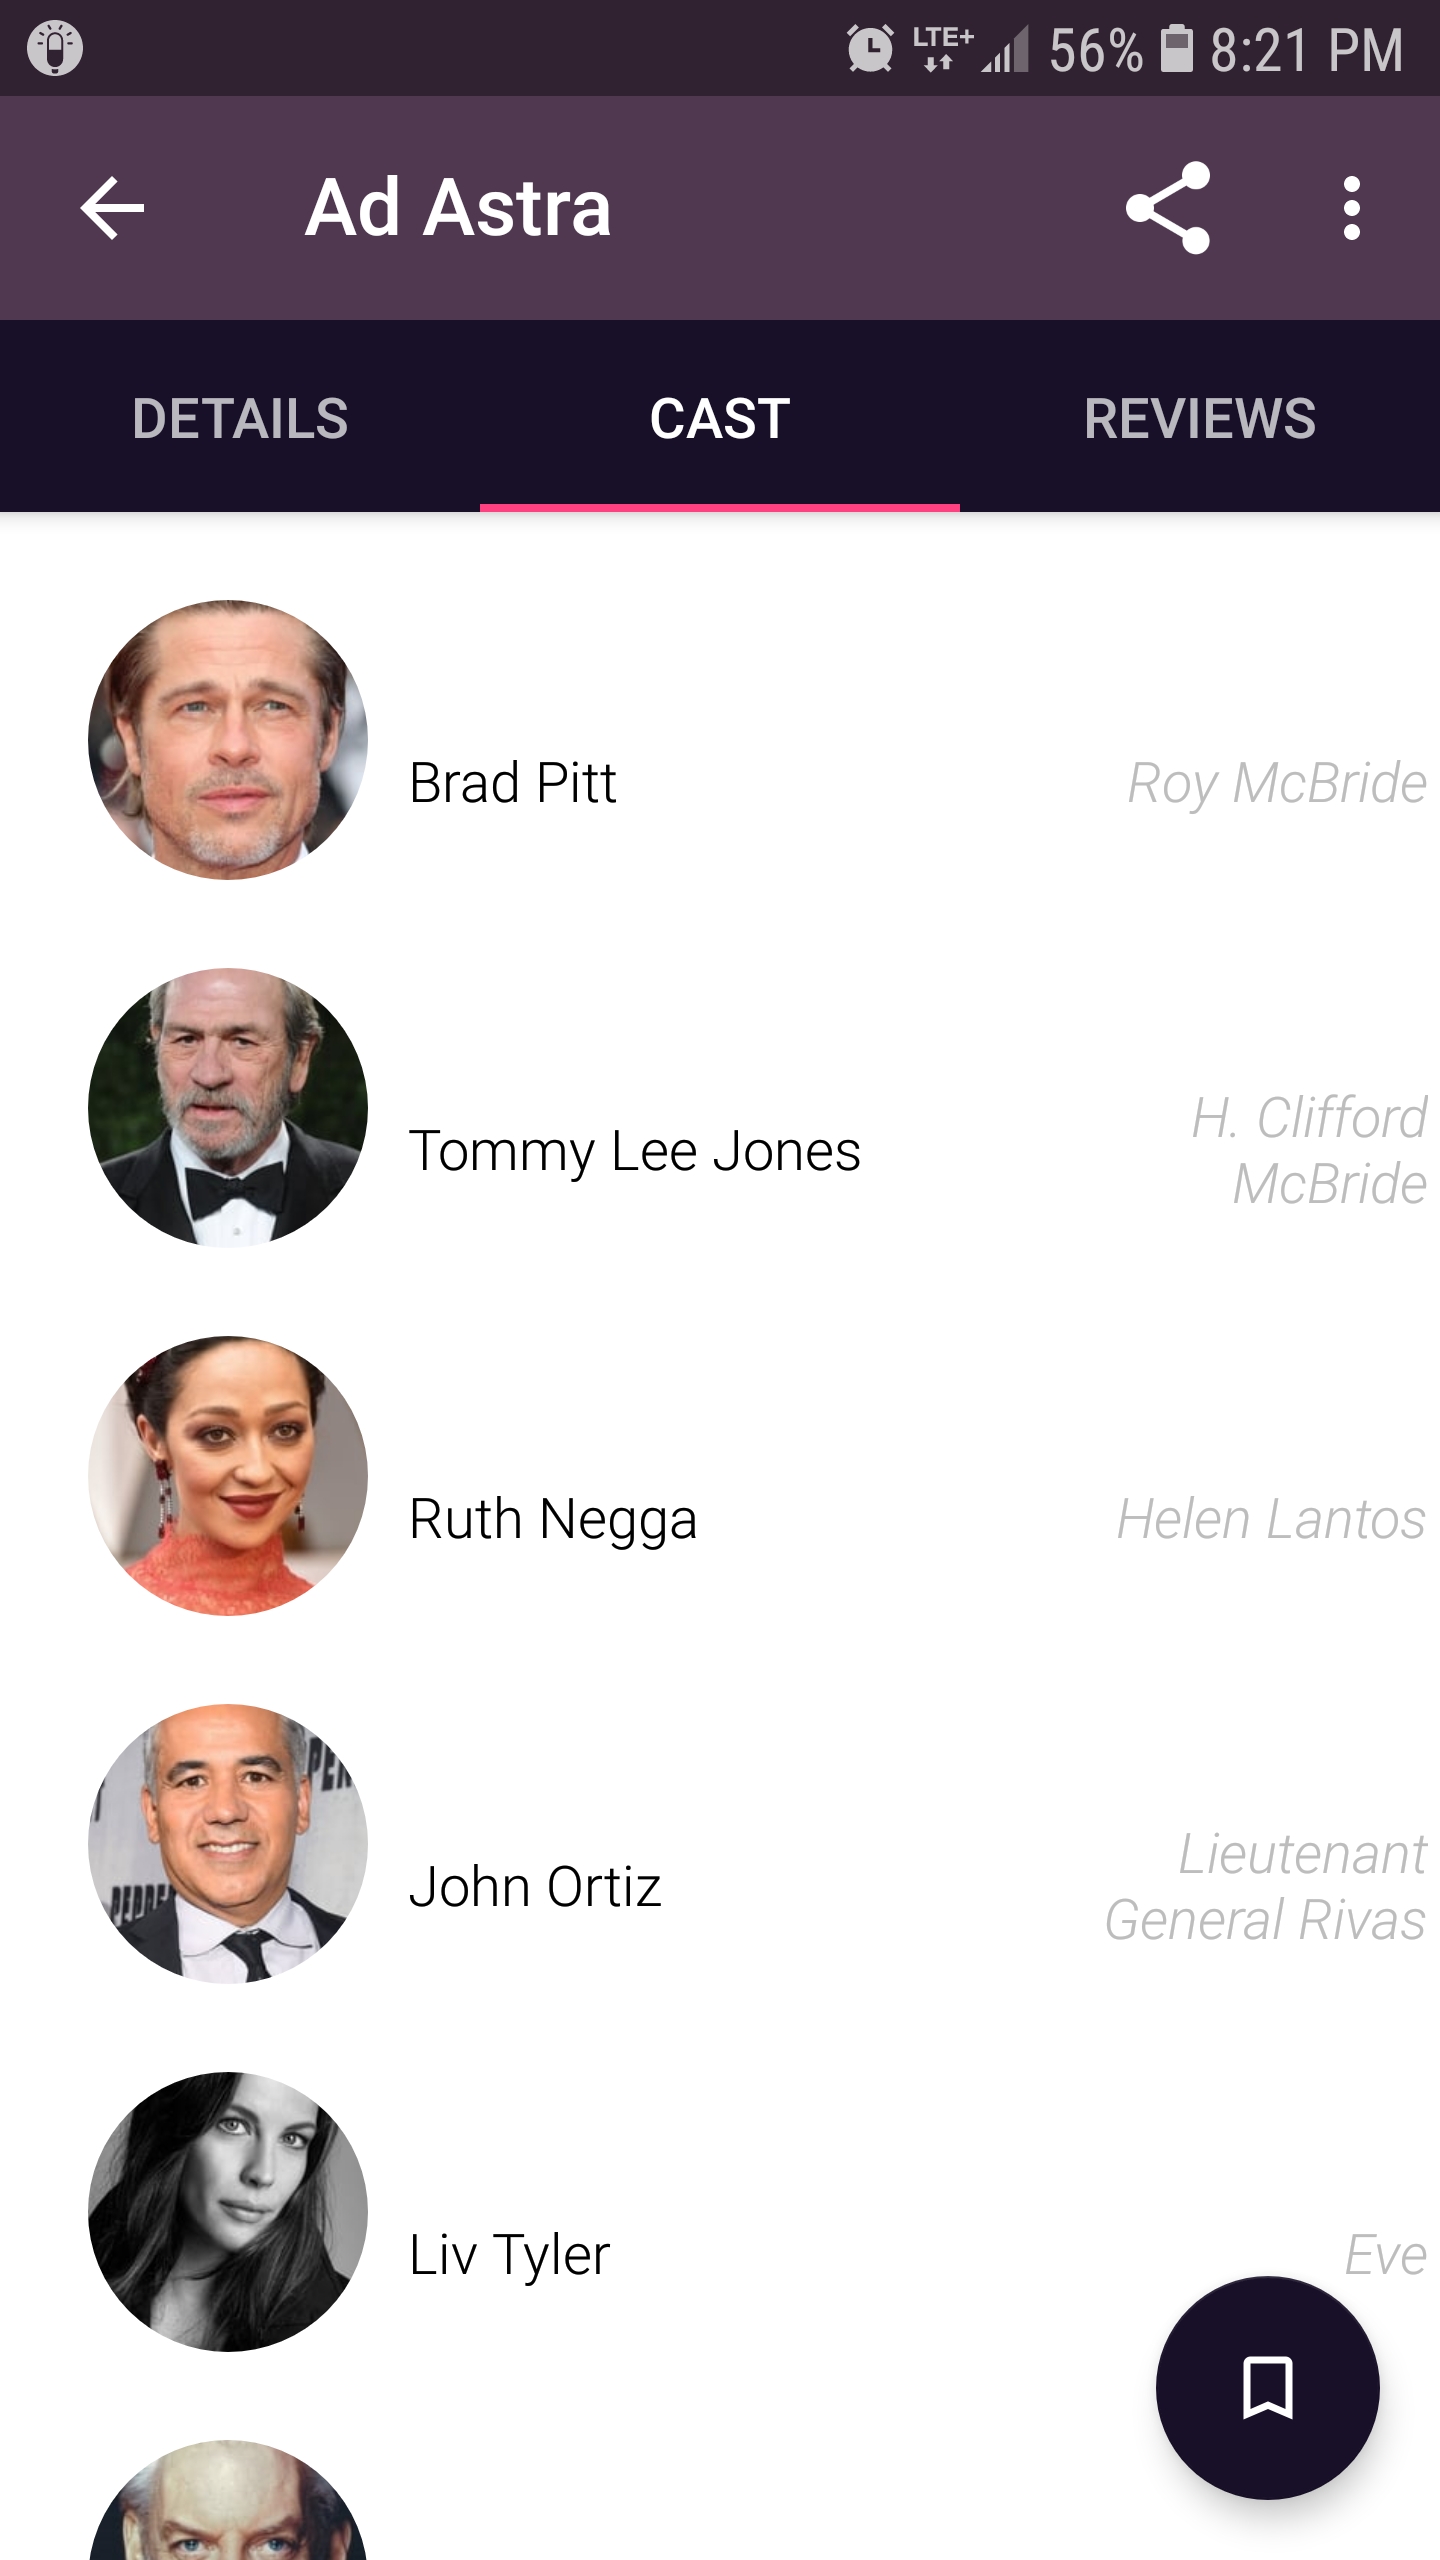 LTE+ 56% 8:21 PM
Ad Astra
DETAILS CAST REVIEWS
Brad Pitt Roy McBride
Tommy Lee Jones H. Clifford
McBride
Ruth Negga Helen Lantos
John Ortiz Lieutenant
General Rivas
Liv Tyler Eve